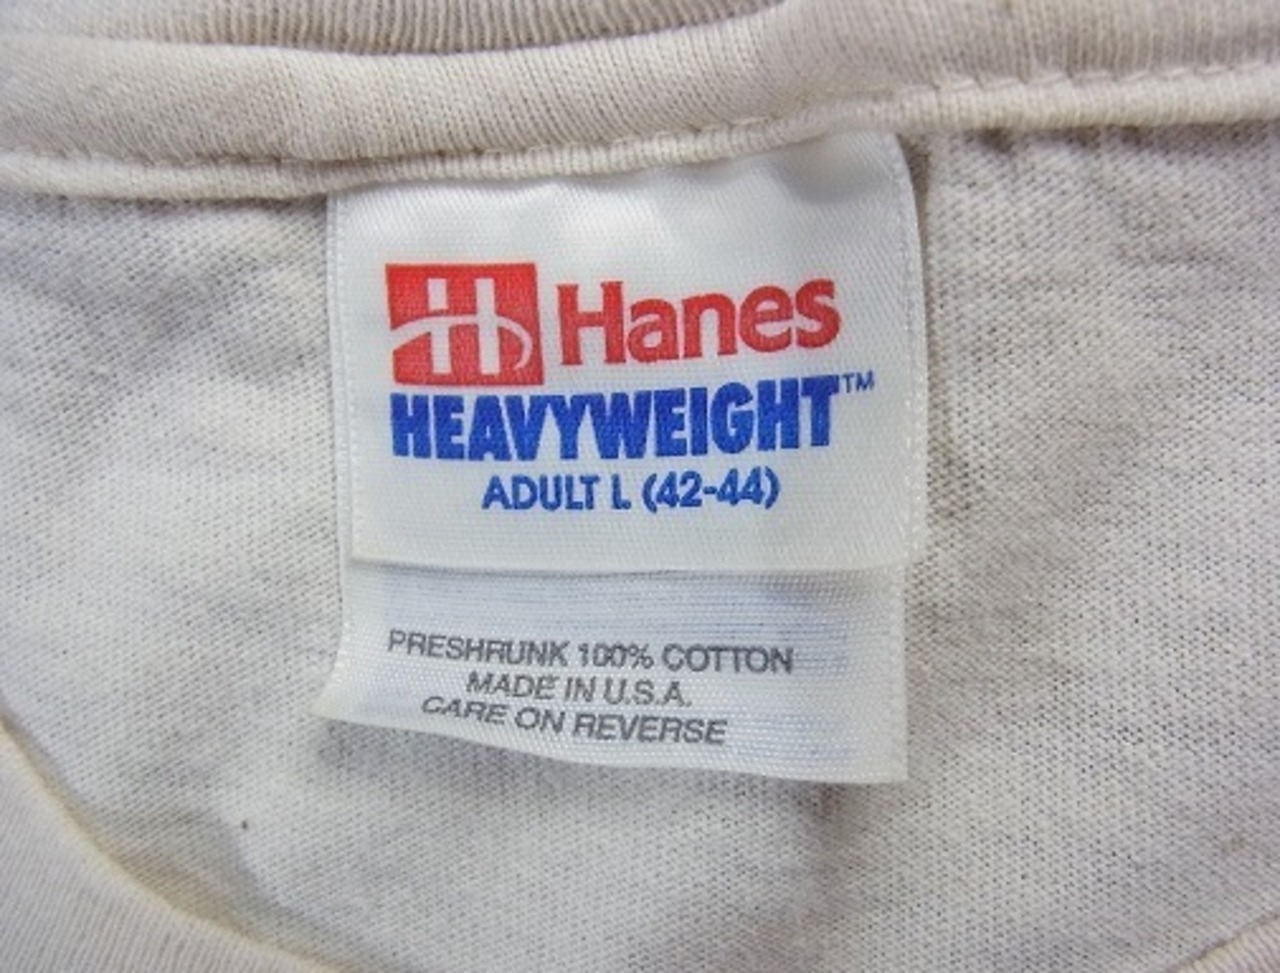 H Hanes
HEAVYWEIGHT™
ADULT L (42-44)
PRESHRUNK 100% COTTON
MADE IN U.S.A.
CARE ON REVERSE